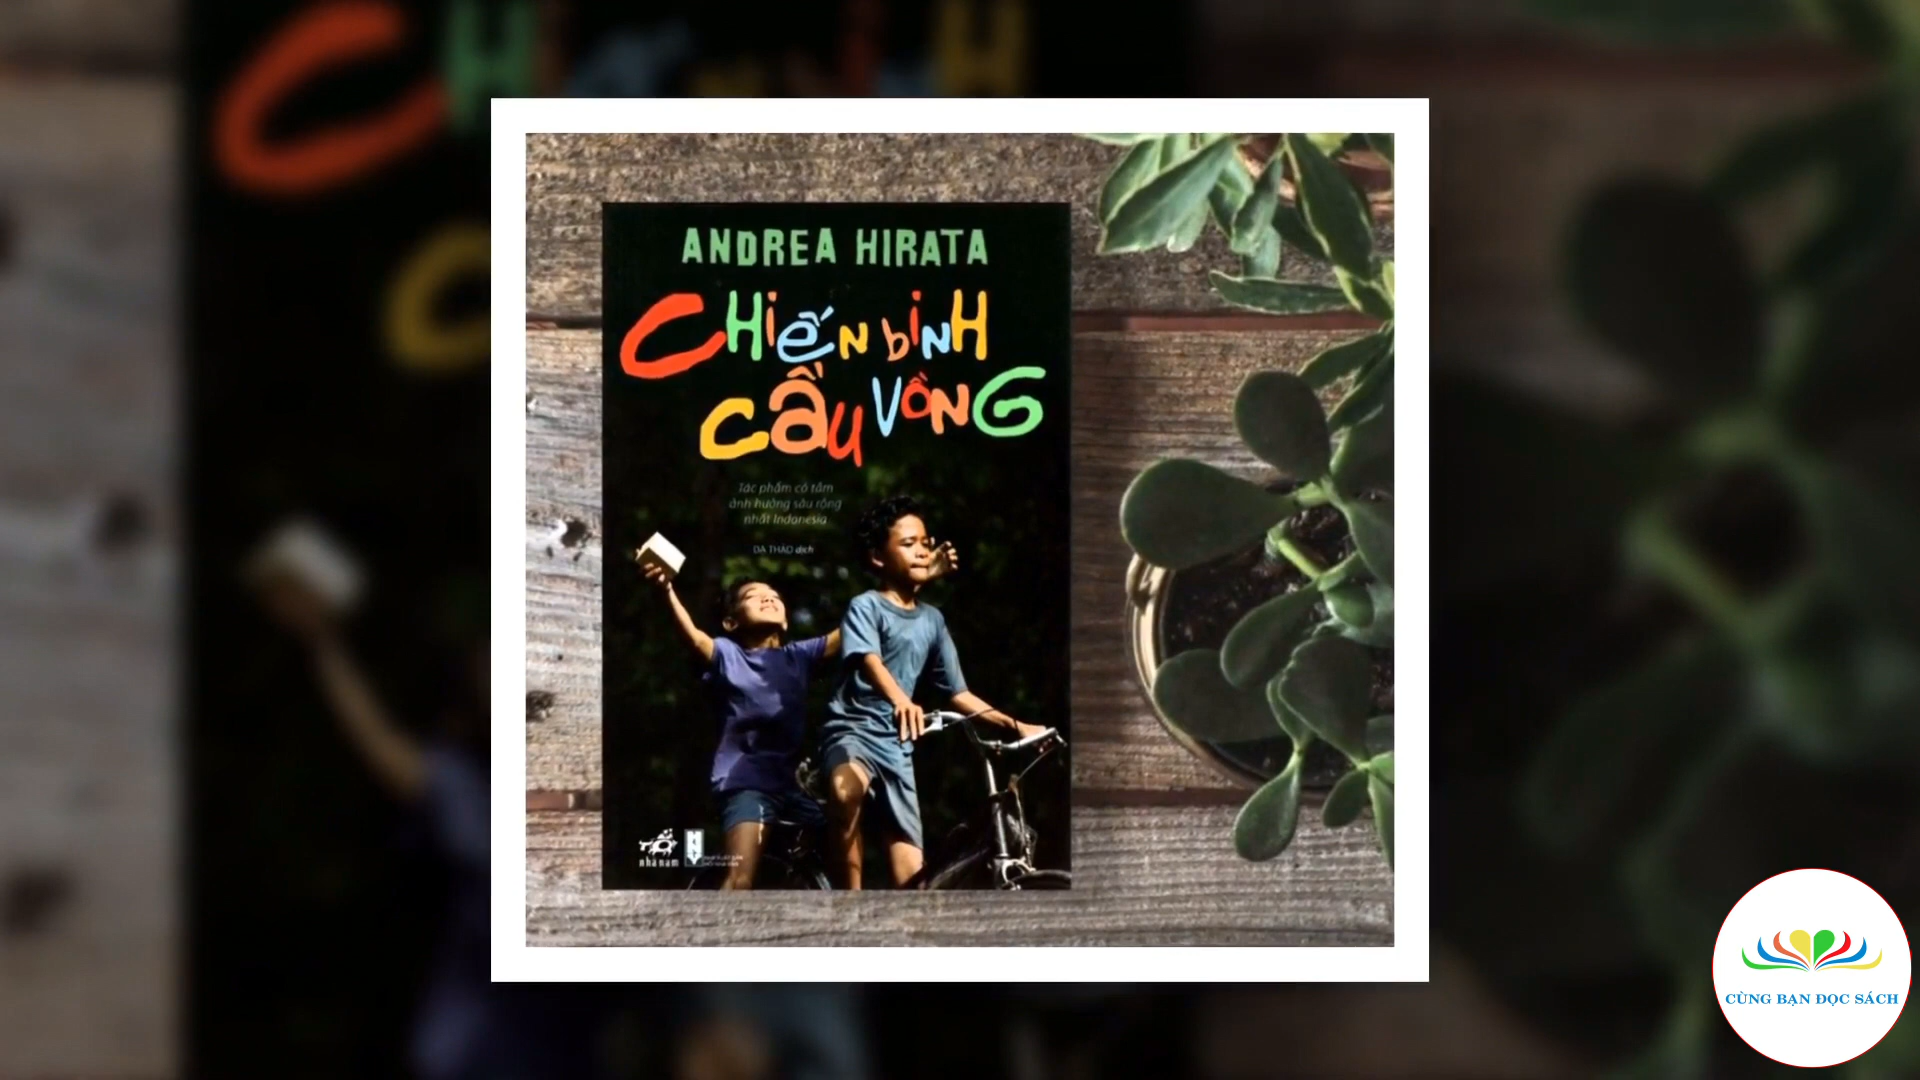 ANDREA HIRATA
CHiẾN biNH
CẦU VỒNG
Tác phẩm có tầm
ảnh hưởng sâu rộng
nhất Indonesia
DẠ THẢO dịch
nhã nam
CÙNG BẠN ĐỌC SÁCH